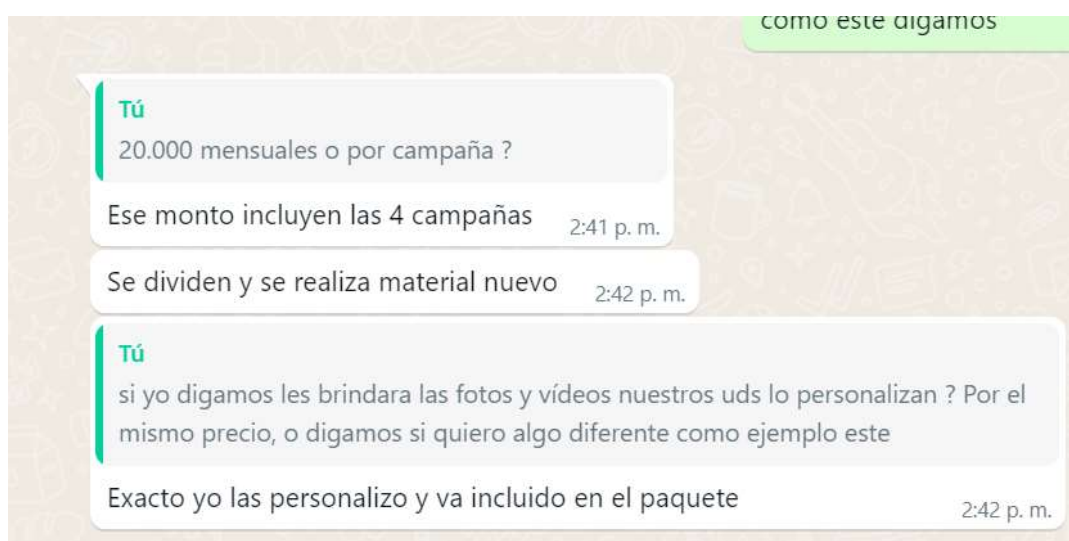 como este digamos
Tú
20.000 mensuales o por campaña ?
Ese monto incluyen las 4 campañas
2:41 p. m.
Se dividen y se realiza material nuevo
2:42 p. m.
Tú
si yo digamos les brindara las fotos y vídeos nuestros uds lo personalizan ? Por el
mismo precio, o digamos si quiero algo diferente como ejemplo este
Exacto yo las personalizo y va incluido en el paquete
2:42 p. m.